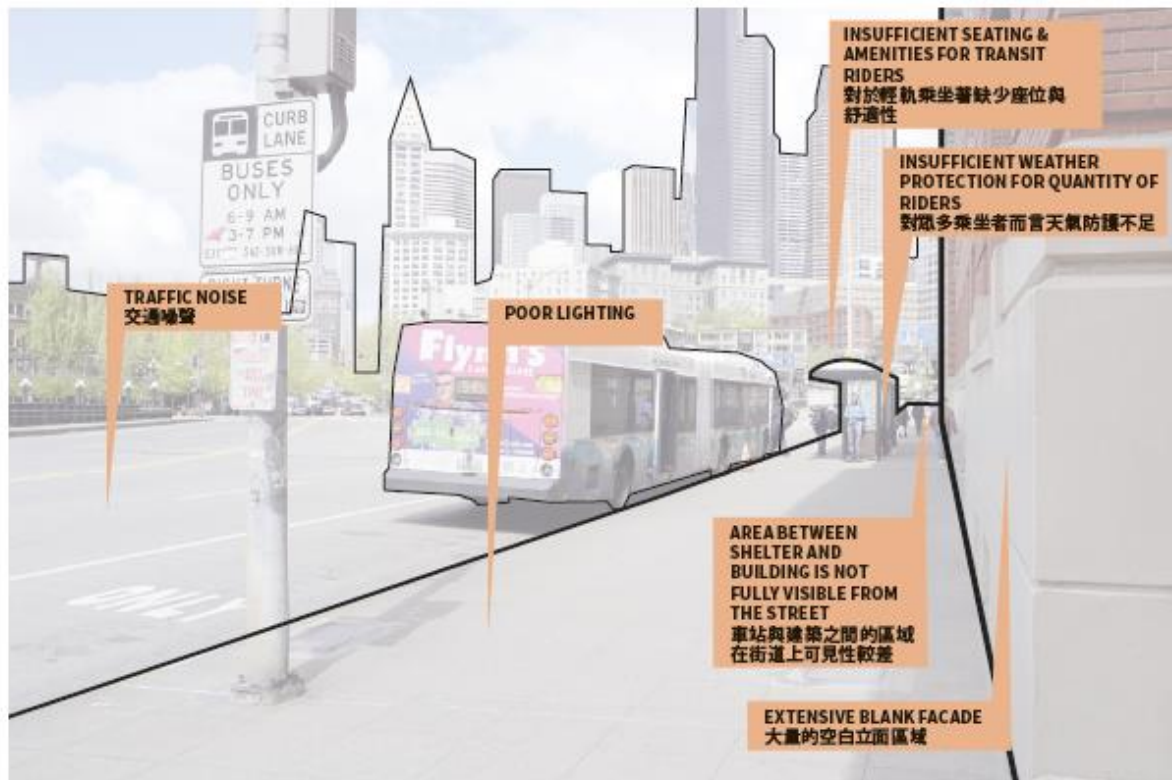 CURB
LANE
BUSES
ONLY
6-9 AM
3-7 PM
RIGHT TURN
INSUFFICIENT SEATING &
AMENITIES FOR TRANSIT
RIDERS
對於輕軌乘坐著缺少座位與
舒適性
INSUFFICIENT WEATHER
PROTECTION FOR QUANTITY OF
RIDERS
對眾多乘坐者而言天氣防護不足
TRAFFIC NOISE
交通噪聲
POOR LIGHTING
Flynn's
AREA BETWEEN
SHELTER AND
BUILDING IS NOT
FULLY VISIBLE FROM
THE STREET
車站與建築之間的區域
在街道上可見性較差
EXTENSIVE BLANK FACADE
大量的空白立面區域